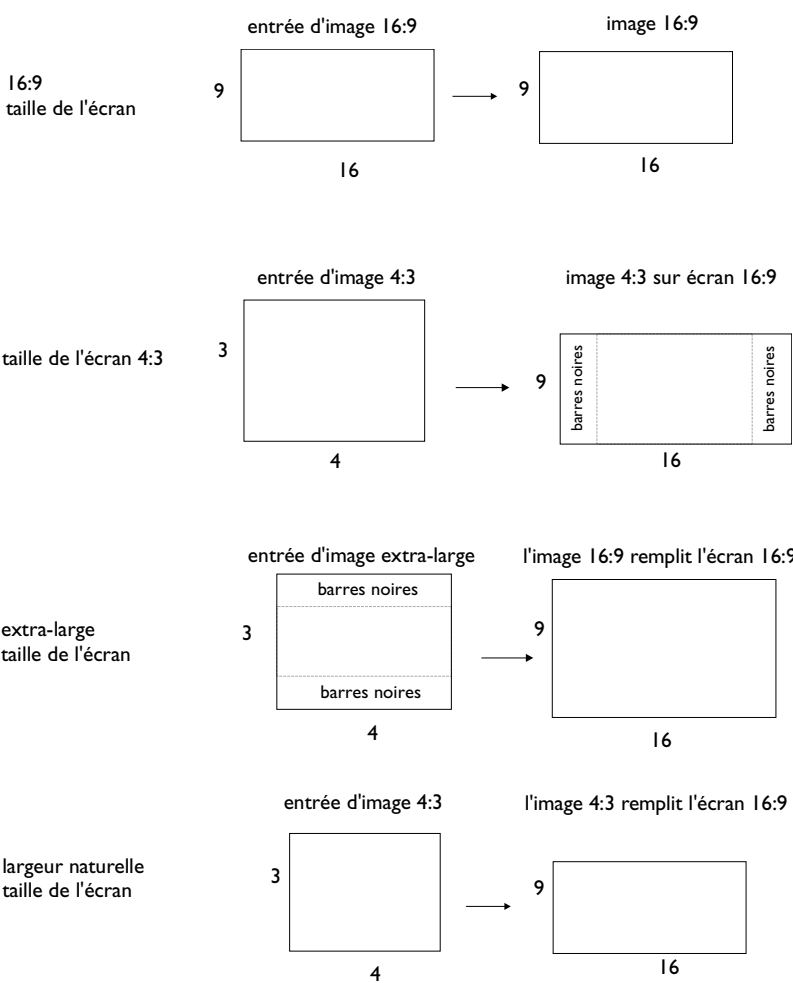 entrée d'image 16:9
image 16:9
16:9
taille de l'écran
9
9
16
16
entrée d'image 4:3
image 4:3 sur écran 16:9
taille de l'écran 4:3
3
9
barres noires
barres noires
4
16
entrée d'image extra-large
l'image 16:9 remplit l'écran 16:9
barres noires
extra-large
taille de l'écran
3
9
barres noires
4
16
entrée d'image 4:3
l'image 4:3 remplit l'écran 16:9
largeur naturelle
taille de l'écran
3
9
4
16